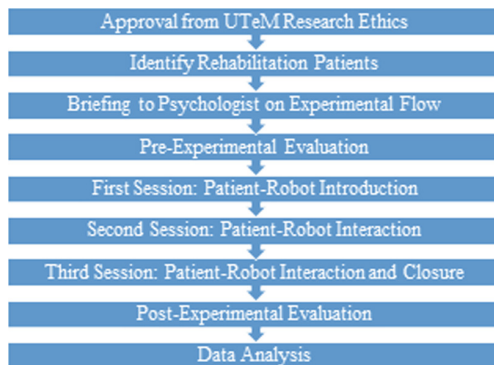 Approval from UTeM Research Ethics
Identify Rehabilitation Patients
Briefing to Psychologist on Experimental Flow
Pre-Experimental Evaluation
First Session: Patient-Robot Introduction
Second Session: Patient-Robot Interaction
Third Session: Patient-Robot Interaction and Closure
Post-Experimental Evaluation
Data Analysis